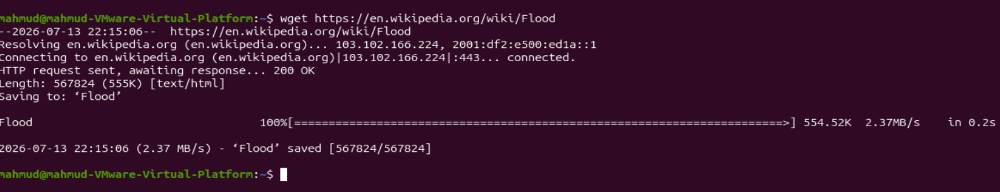 mahmud@mahmud-VMware-Virtual-Platform:~$ wget https://en.wikipedia.org/wiki/Flood
--2026-07-13 22:15:06--  https://en.wikipedia.org/wiki/Flood
Resolving en.wikipedia.org (en.wikipedia.org)... 103.102.166.224, 2001:df2:e500:ed1a::1
Connecting to en.wikipedia.org (en.wikipedia.org)|103.102.166.224|:443... connected.
HTTP request sent, awaiting response... 200 OK
Length: 567824 (555K) [text/html]
Saving to: ‘Flood’
Flood 100%[=======================================================================>] 554.52K 2.37MB/s in 0.2s
2026-07-13 22:15:06 (2.37 MB/s) - ‘Flood’ saved [567824/567824]
mahmud@mahmud-VMware-Virtual-Platform:~$